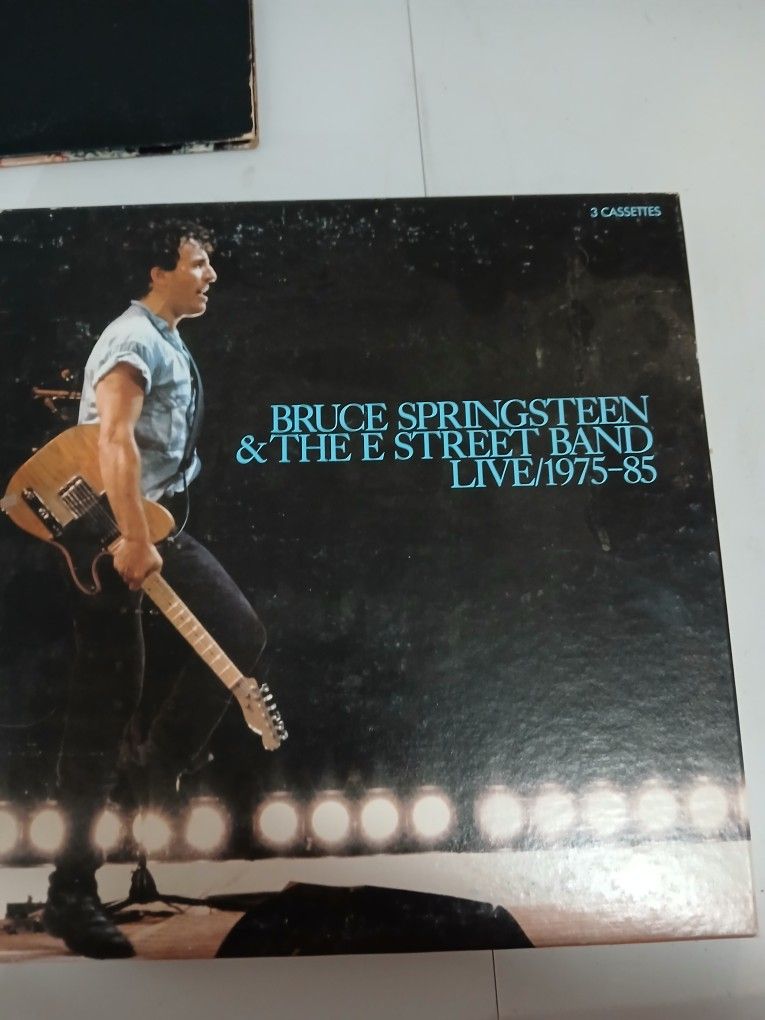 3 CASSETTES
BRUCE SPRINGSTEEN
& THE E STREET BAND
LIVE/1975-85